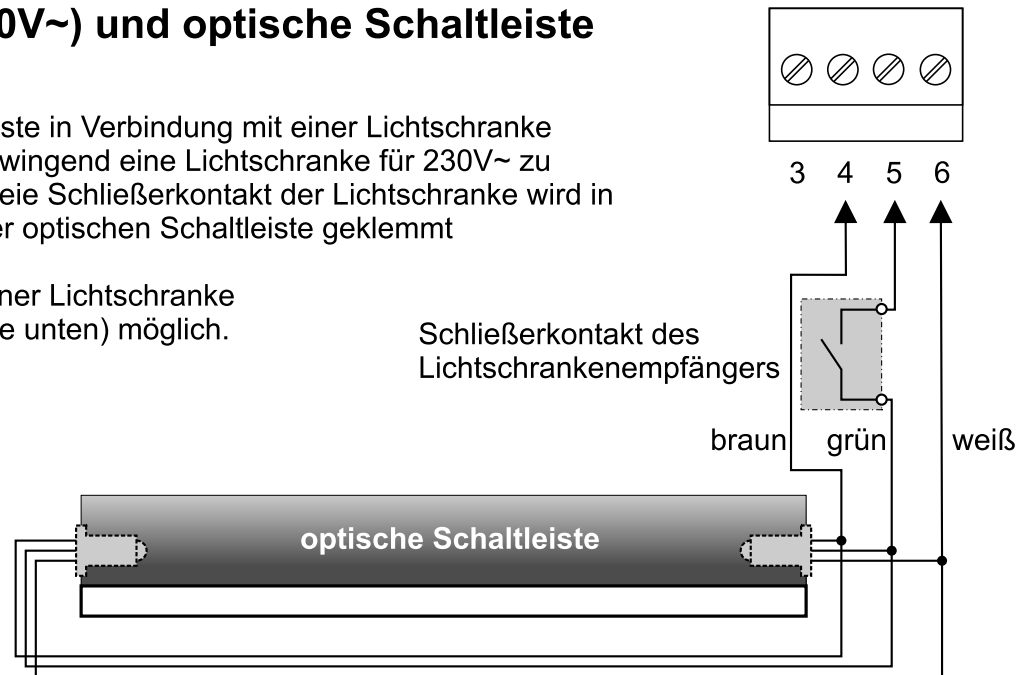 0V~) und optische Schaltleiste
ste in Verbindung mit einer Lichtschranke
wingend eine Lichtschranke für 230V~ zu
eie Schließerkontakt der Lichtschranke wird in
er optischen Schaltleiste geklemmt
ner Lichtschranke
e unten) möglich.
3 4 5 6
Schließerkontakt des
Lichtschrankenempfängers
braun grün weiß
optische Schaltleiste